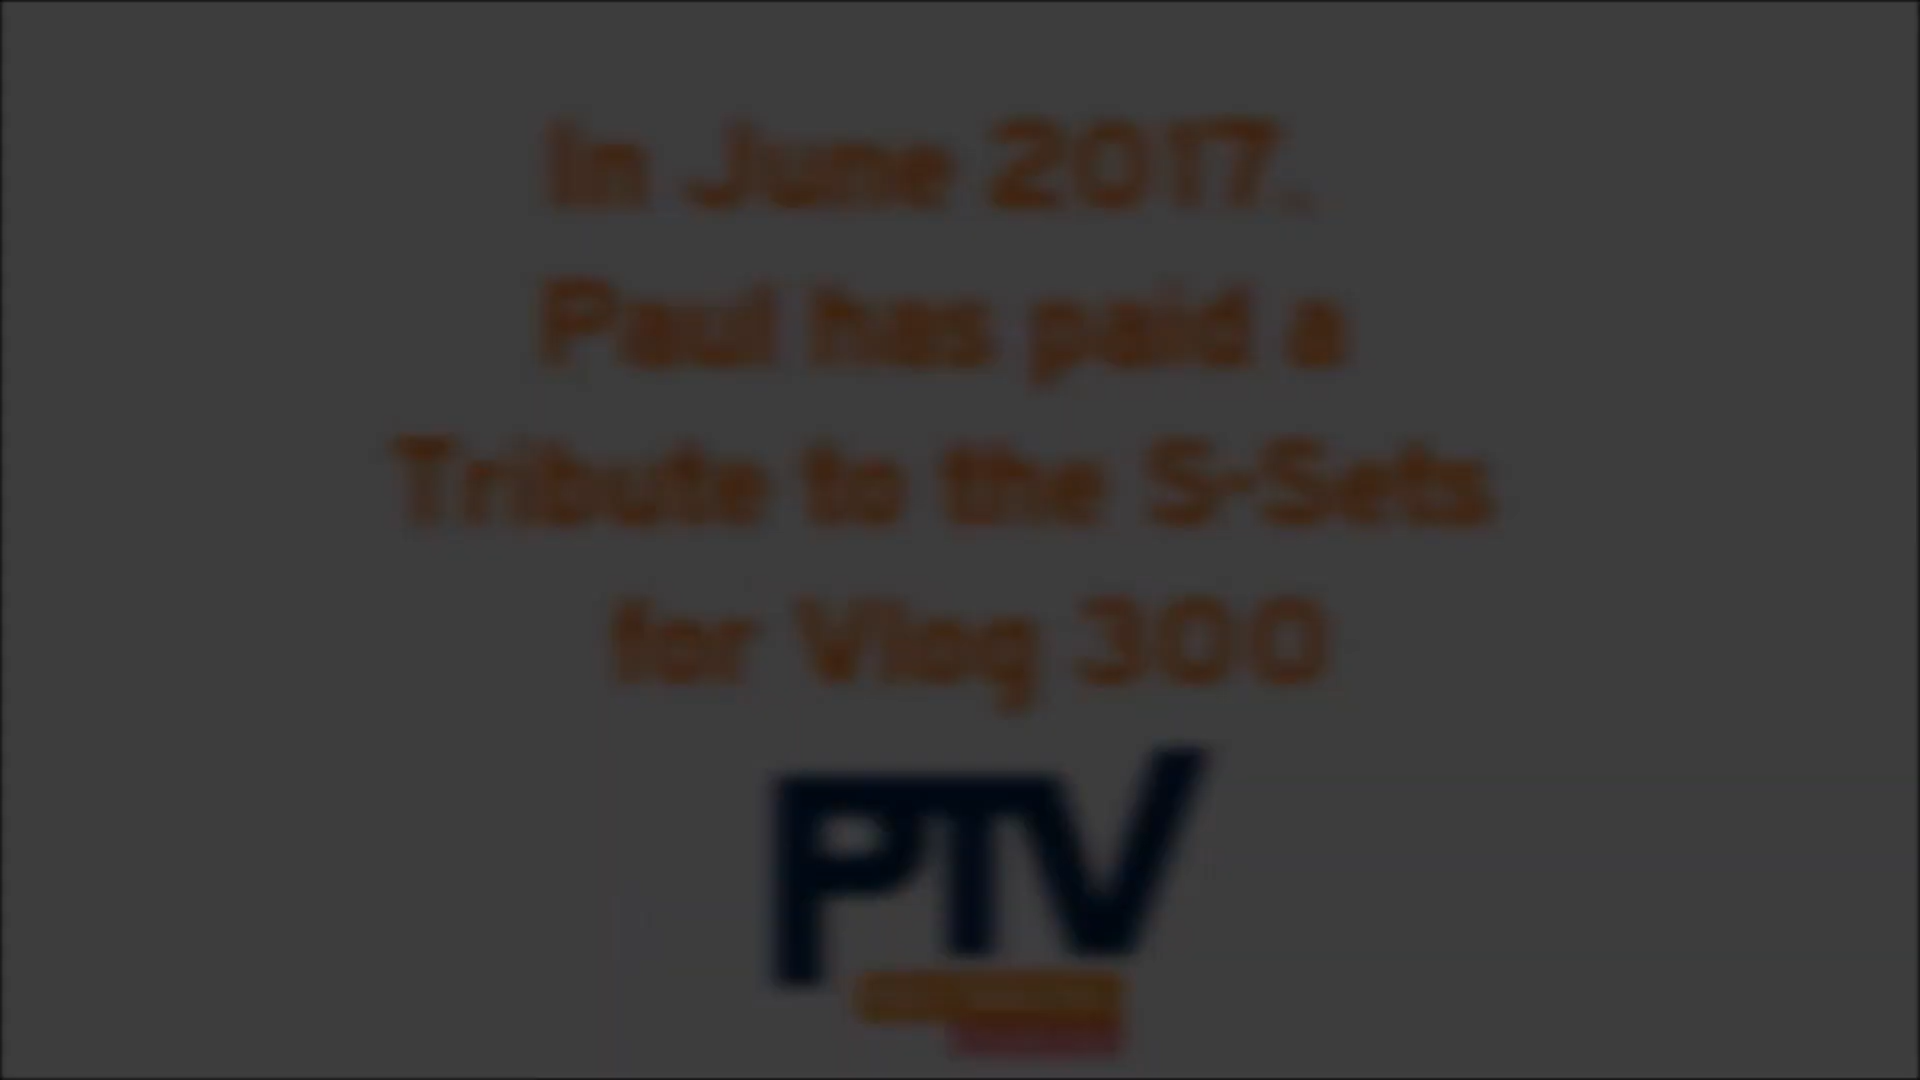 In June 2017,
Paul has paid a
Tribute to the S-Sets
for Vlog 300
PTV